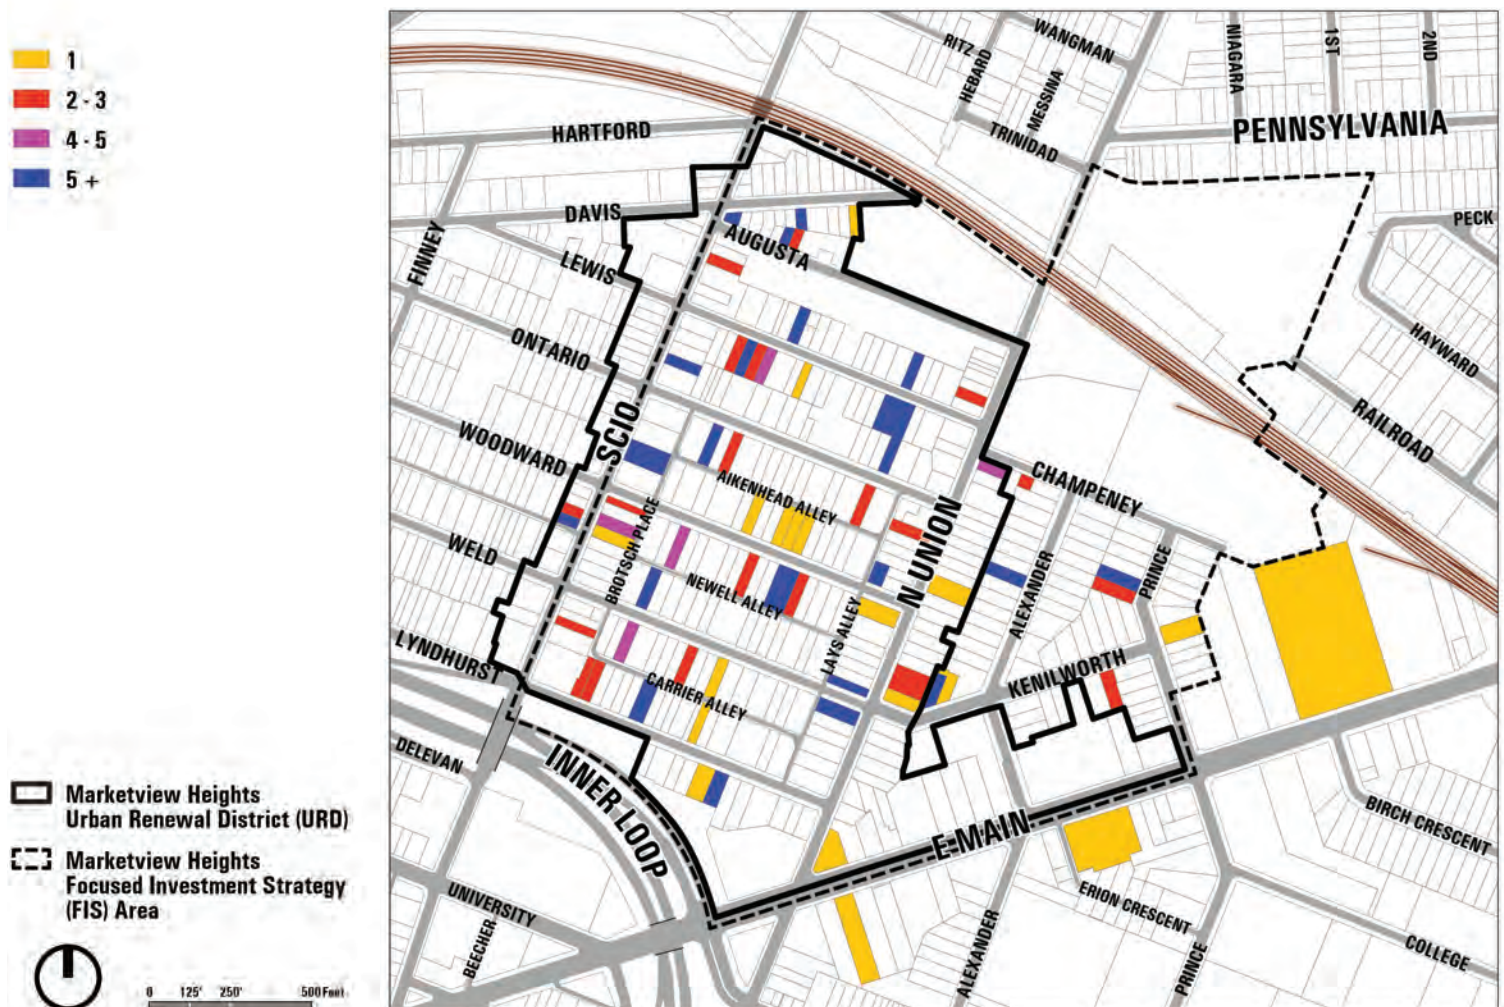 1
2 - 3
4 - 5
5 +
RITZ
HEBARD
WANGMAN
MESSINA
TRINIDAD
NIAGARA
1ST
2ND
PENNSYLVANIA
HARTFORD
DAVIS
AUGUSTA
FINNEY
LEWIS
PECK
ONTARIO
HAYWARD
RAILROAD
SCIO
WOODWARD
AIKENHEAD ALLEY
CHAMPENEY
BROTSCH PLACE
N UNION
WELD
NEWELL ALLEY
ALEXANDER
PRINCE
LAYS ALLEY
LYNDHURST
CARRIER ALLEY
KENILWORTH
DELEVAN
INNER LOOP
E MAIN
BIRCH CRESCENT
UNIVERSITY
BEECHER
ERION CRESCENT
ALEXANDER
PRINCE
COLLEGE
Marketview Heights
Urban Renewal District (URD)
Marketview Heights
Focused Investment Strategy
(FIS) Area
0 125' 250' 500 Feet